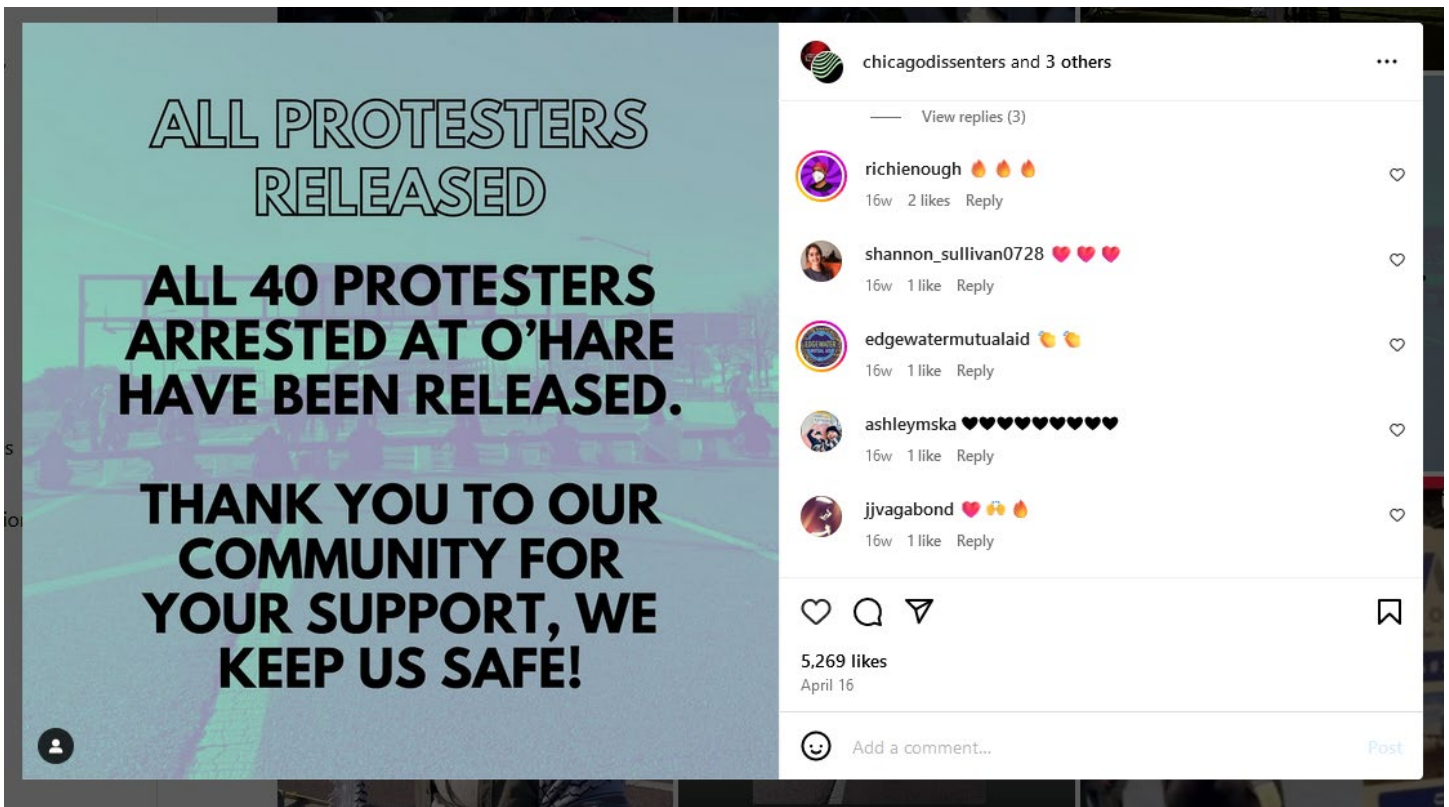 ALL PROTESTERS
RELEASED
ALL 40 PROTESTERS
ARRESTED AT O'HARE
HAVE BEEN RELEASED.
THANK YOU TO OUR
COMMUNITY FOR
YOUR SUPPORT, WE
KEEP US SAFE!
chicagodissenters and 3 others
View replies (3)
richienough 🔥 🔥 🔥
16w 2 likes Reply
shannon_sullivan0728 ❤️ ❤️ ❤️
16w 1 like Reply
edgewatermutualaid 👏 👏
16w 1 like Reply
ashleymska 🖤🖤🖤🖤🖤🖤🖤🖤🖤
16w 1 like Reply
jjvagabond ❤️ 🙌 🔥
16w 1 like Reply
5,269 likes
April 16
Add a comment...
Post